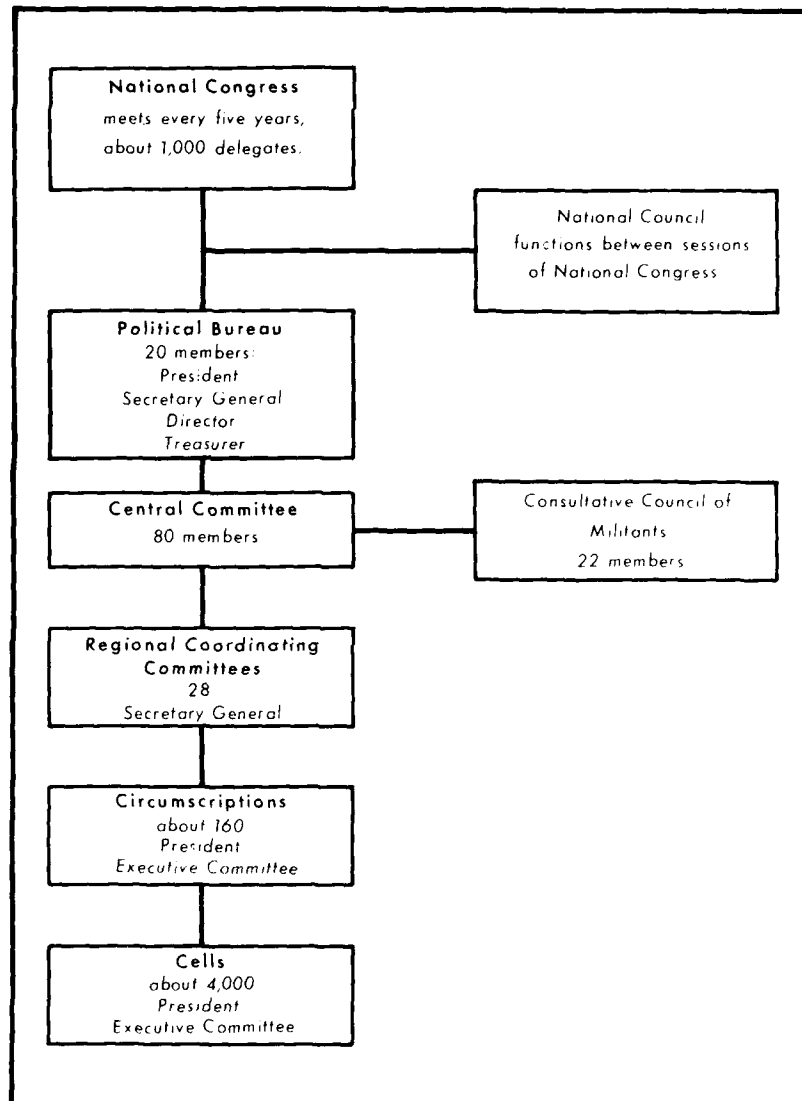 National Congress
meets every five years,
about 1,000 delegates.
National Council
functions between sessions
of National Congress
Political Bureau
20 members:
President
Secretary General
Director
Treasurer
Central Committee
80 members
Consultative Council of
Militants
22 members
Regional Coordinating
Committees
28
Secretary General
Circumscriptions
about 160
President
Executive Committee
Cells
about 4,000
President
Executive Committee